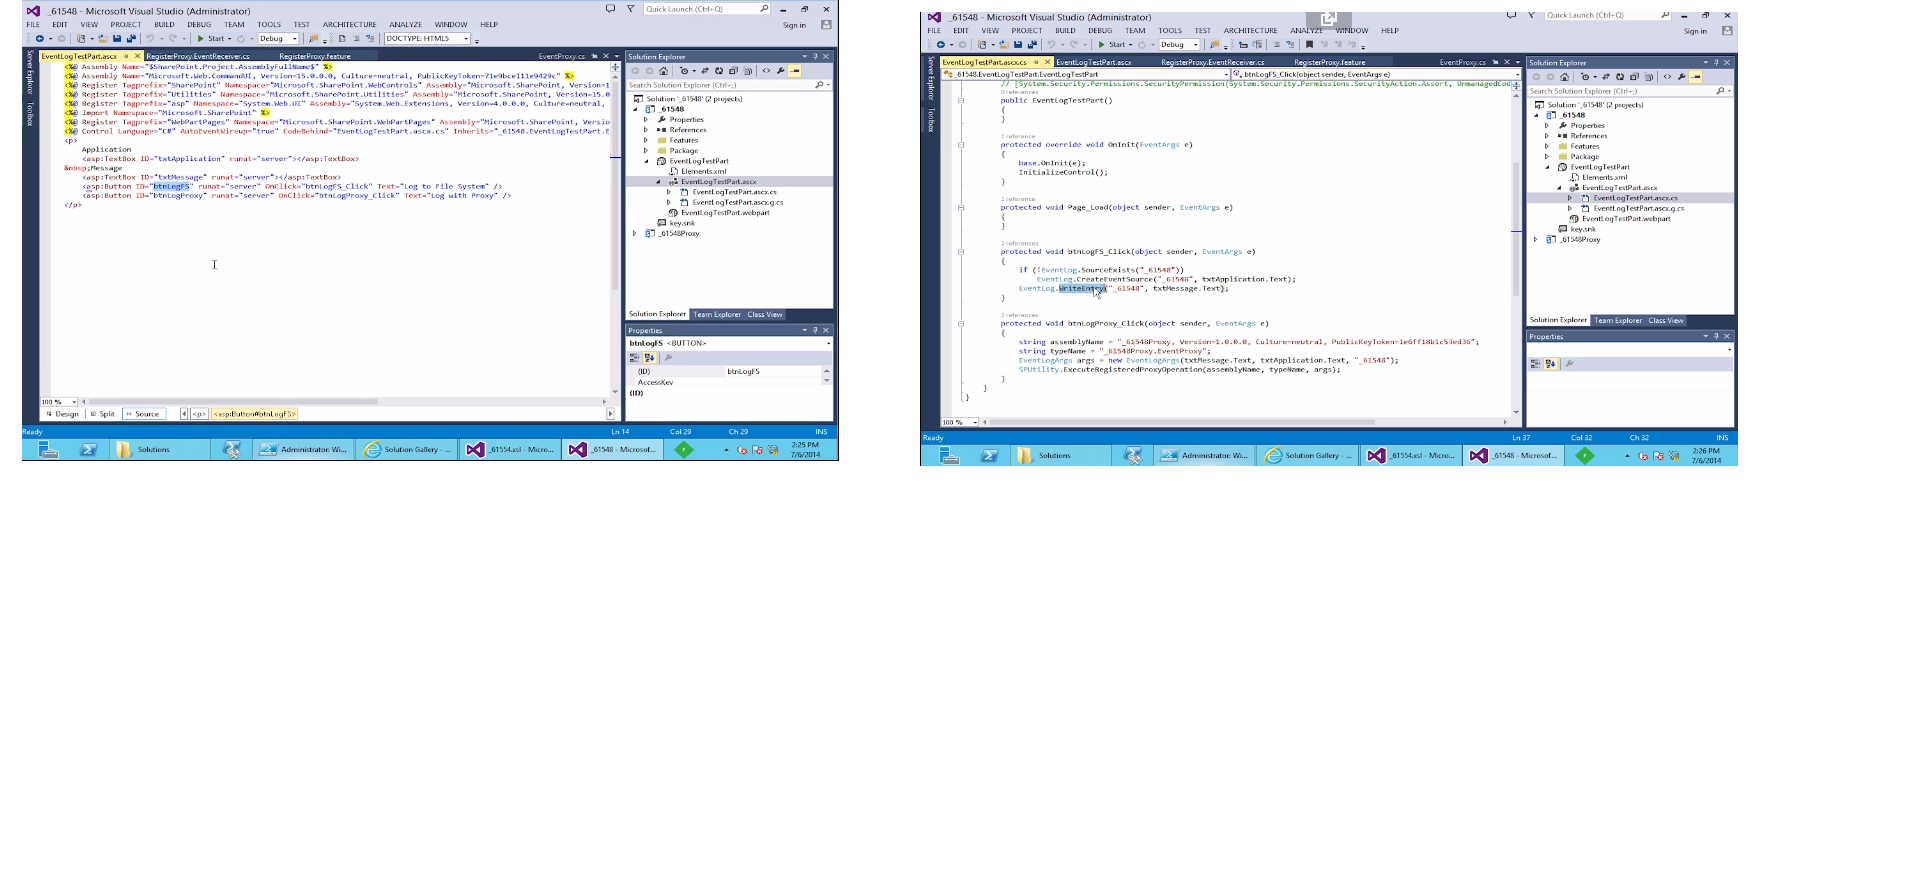 _61548 - Microsoft Visual Studio (Administrator)
Quick Launch (Ctrl+Q)
FILE EDIT VIEW PROJECT BUILD DEBUG TEAM TOOLS TEST ARCHITECTURE ANALYZE WINDOW HELP
Sign in
Start Debug DOCTYPE: HTML5
Server Explorer
Toolbox
EventLogTestPart.ascx RegisterProxy.EventReceiver.cs RegisterProxy.feature EventProxy.cs
<%@ Assembly Name="$SharePoint.Project.AssemblyFullName$" %>
<%@ Assembly Name="Microsoft.Web.CommandUI, Version=15.0.0.0, Culture=neutral, PublicKeyToken=71e9bce111e9429c" %>
<%@ Register Tagprefix="SharePoint" Namespace="Microsoft.SharePoint.WebControls" Assembly="Microsoft.SharePoint, Version=1
<%@ Register Tagprefix="Utilities" Namespace="Microsoft.SharePoint.Utilities" Assembly="Microsoft.SharePoint, Version=15.0
<%@ Register Tagprefix="asp" Namespace="System.Web.UI" Assembly="System.Web.Extensions, Version=4.0.0.0, Culture=neutral,
<%@ Import Namespace="Microsoft.SharePoint" %>
<%@ Register Tagprefix="WebPartPages" Namespace="Microsoft.SharePoint.WebPartPages" Assembly="Microsoft.SharePoint, Versio
<%@ Control Language="C#" AutoEventWireup="true" CodeBehind="EventLogTestPart.ascx.cs" Inherits="_61548.EventLogTestPart.E
<p>
Application
<asp:TextBox ID="txtApplication" runat="server"></asp:TextBox>
&nbsp;Message
<asp:TextBox ID="txtMessage" runat="server"></asp:TextBox>
<asp:Button ID="btnLogFS" runat="server" OnClick="btnLogFS_Click" Text="Log to File System" />
<asp:Button ID="btnLogProxy" runat="server" OnClick="btnLogProxy_Click" Text="Log with Proxy" />
</p>
100 %
Design Split Source <p> <asp:Button#btnLogFS>
Solution Explorer
Search Solution Explorer (Ctrl+;)
Solution '_61548' (2 projects)
_61548
Properties
References
Features
Package
EventLogTestPart
Elements.xml
EventLogTestPart.ascx
EventLogTestPart.ascx.cs
EventLogTestPart.ascx.g.cs
EventLogTestPart.webpart
key.snk
_61548Proxy
Solution Explorer Team Explorer Class View
Properties
btnLogFS <BUTTON>
(ID) btnLogFS
AccessKey
(ID)
Ready Ln 14 Col 29 Ch 29 INS
Solutions Administrator: Wi... Solution Gallery - ... _61554.xsl - Micro... _61548 - Microsof... 2:25 PM
7/6/2014
_61548 - Microsoft Visual Studio (Administrator)
Quick Launch (Ctrl+Q)
FILE EDIT VIEW PROJECT BUILD DEBUG TEAM TOOLS TEST ARCHITECTURE ANALYZE WINDOW HELP
Sign in
Start Debug
Server Explorer
Toolbox
EventLogTestPart.ascx.cs EventLogTestPart.ascx RegisterProxy.EventReceiver.cs RegisterProxy.feature EventProxy.cs
_61548.EventLogTestPart.EventLogTestPart btnLogFS_Click(object sender, EventArgs e)
// [System.Security.Permissions.SecurityPermission(System.Security.Permissions.SecurityAction.Assert, UnmanagedCod
0 references
public EventLogTestPart()
{
}
protected override void OnInit(EventArgs e)
{
base.OnInit(e);
InitializeControl();
}
protected void Page_Load(object sender, EventArgs e)
{
}
2 references
protected void btnLogFS_Click(object sender, EventArgs e)
{
if (!EventLog.SourceExists("_61548"))
EventLog.CreateEventSource("_61548", txtApplication.Text);
EventLog.WriteEntry("_61548", txtMessage.Text);
}
2 references
protected void btnLogProxy_Click(object sender, EventArgs e)
{
string assemblyName = "_61548Proxy, Version=1.0.0.0, Culture=neutral, PublicKeyToken=1e6ff18b1c53ed36";
string typeName = "_61548Proxy.EventProxy";
EventLogArgs args = new EventLogArgs(txtMessage.Text, txtApplication.Text, "_61548");
SPUtility.ExecuteRegisteredProxyOperation(assemblyName, typeName, args);
}
}
}
100 %
Solution Explorer
Search Solution Explorer (Ctrl+;)
Solution '_61548' (2 projects)
_61548
Properties
References
Features
Package
EventLogTestPart
Elements.xml
EventLogTestPart.ascx
EventLogTestPart.ascx.cs
EventLogTestPart.ascx.g.cs
EventLogTestPart.webpart
key.snk
_61548Proxy
Solution Explorer Team Explorer Class View
Properties
Ready Ln 37 Col 32 Ch 32 INS
Solutions Administrator: Wi... Solution Gallery - ... _61554.xsl - Micro... _61548 - Microsof... 2:26 PM
7/6/2014